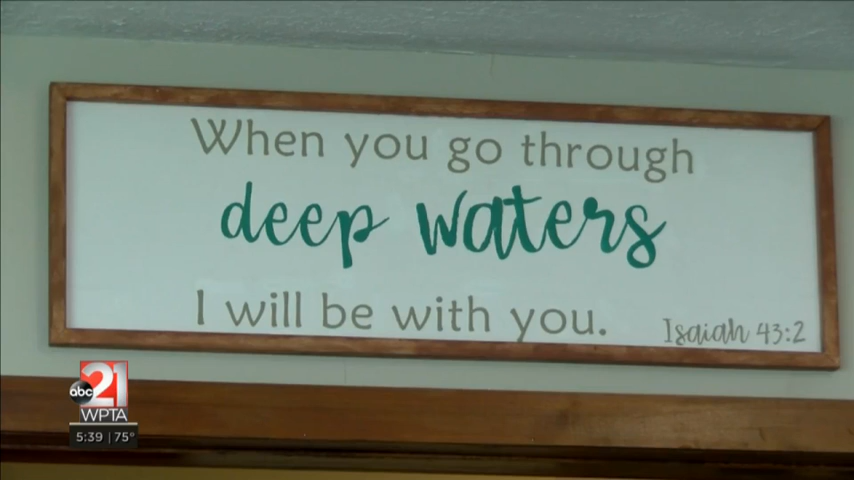 When you go through
deep waters
I will be with you.
Isaiah 43:2
abc 21
WPTA
5:39 | 75°